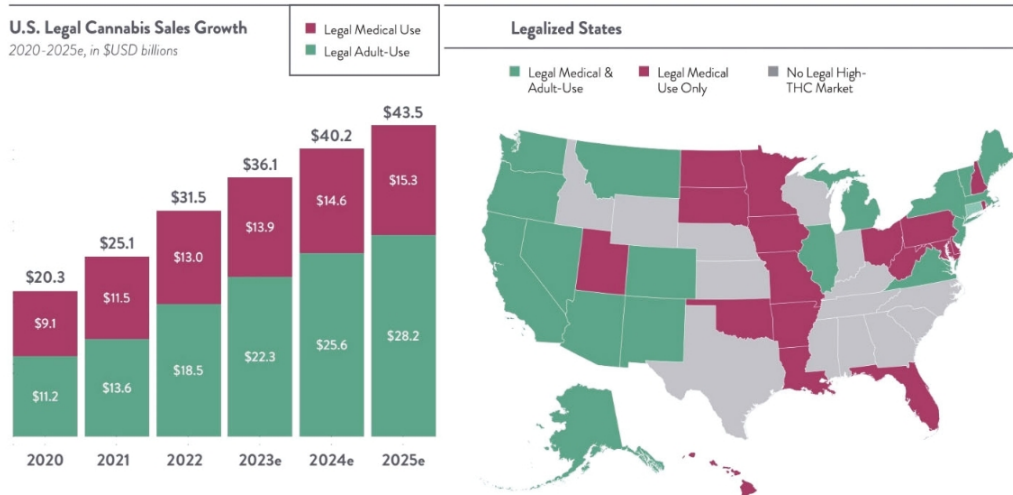 U.S. Legal Cannabis Sales Growth
2020-2025e, in $USD billions
Legal Medical Use
Legal Adult-Use
$20.3
$9.1
$11.2
2020
$25.1
$11.5
$13.6
2021
$31.5
$13.0
$18.5
2022
$36.1
$13.9
$22.3
2023e
$40.2
$14.6
$25.6
2024e
$43.5
$15.3
$28.2
2025e
Legalized States
Legal Medical &
Adult-Use
Legal Medical
Use Only
No Legal High-
THC Market